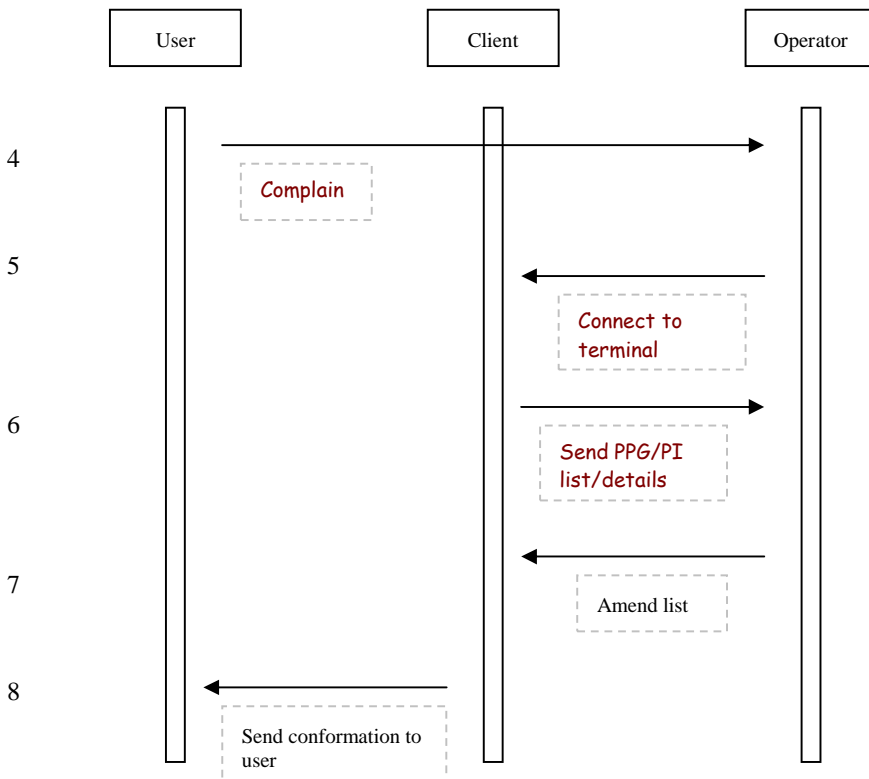 User
Client
Operator
4
Complain
5
Connect to
terminal
6
Send PPG/PI
list/details
7
Amend list
8
Send conformation to
user